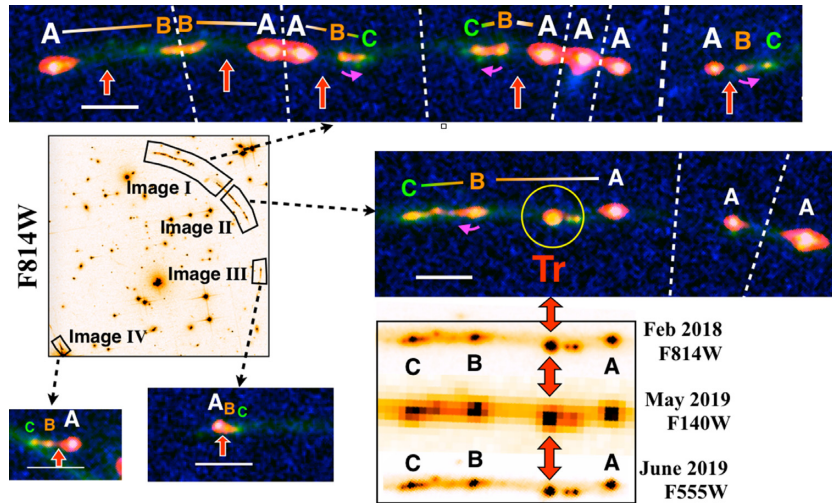 A B B A A B C C B A A A A B C
F814W
Image I
Image II
Image III
Image IV
C B A A A
Tr
C B A
Feb 2018
F814W
May 2019
F140W
C B A
June 2019
F555W
C B A
A B C